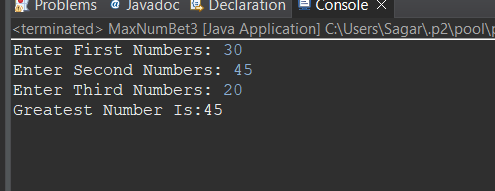 Problems @ Javadoc Declaration Console
<terminated> MaxNumBet3 [Java Application] C:\Users\Sagar\.p2\pool\p
Enter First Numbers: 30
Enter Second Numbers: 45
Enter Third Numbers: 20
Greatest Number Is:45